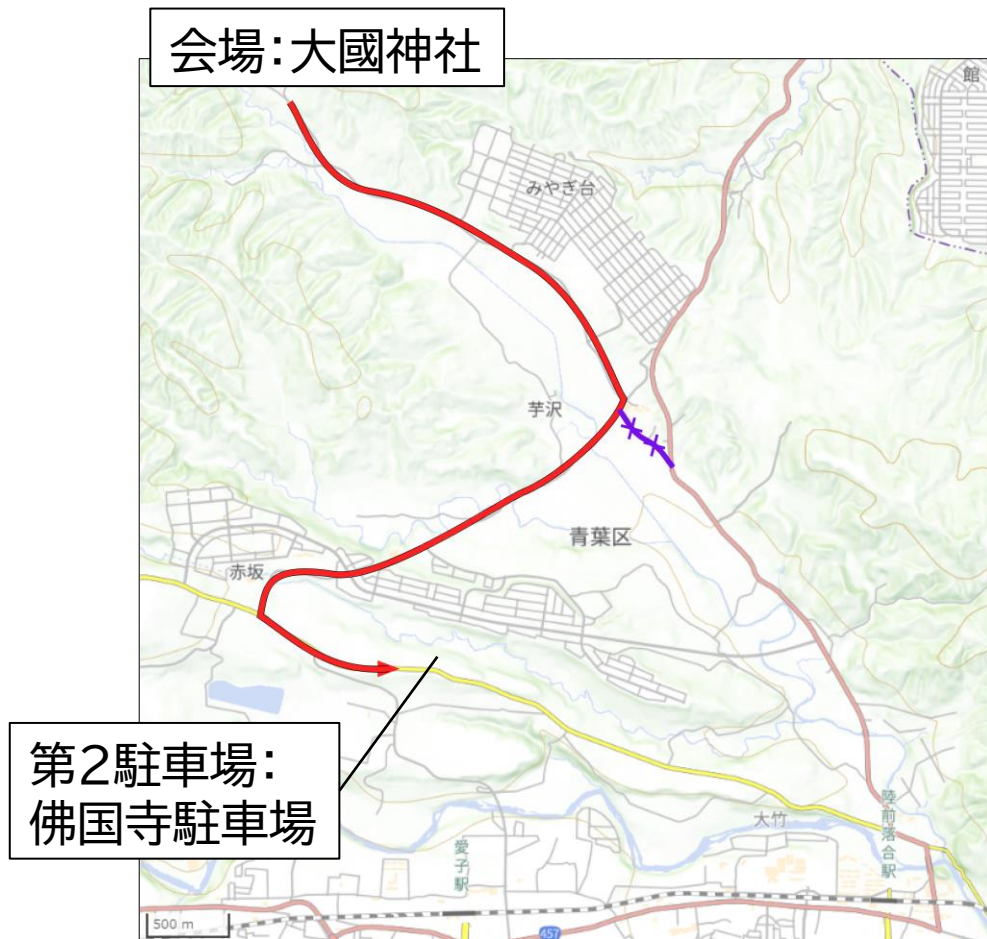 会場：大國神社
館
みやぎ台
芋沢
青葉区
赤坂
第2駐車場：
佛国寺駐車場
大竹
陸前落合駅
愛子駅
500 m
457